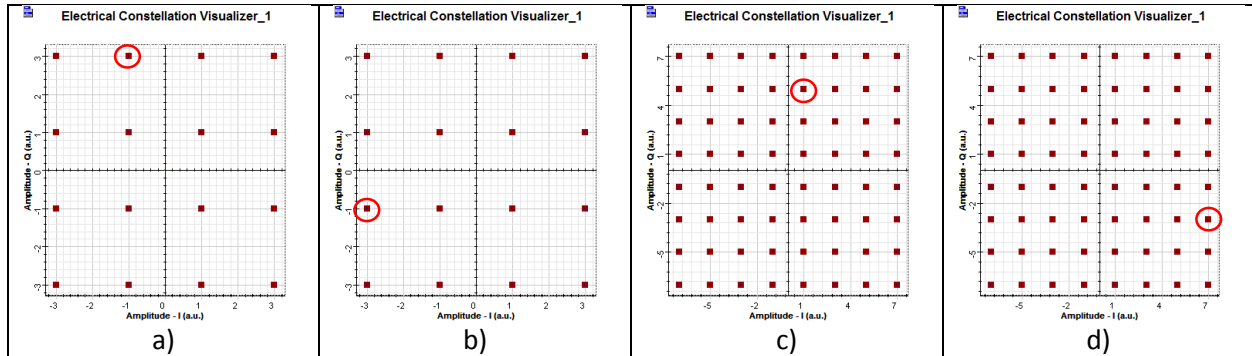 Electrical Constellation Visualizer_1
Amplitude - Q (a.u.)
3
2
1
0
-1
-2
-3
-3 -2 -1 0 1 2 3
Amplitude - I (a.u.)
a)
Electrical Constellation Visualizer_1
Amplitude - Q (a.u.)
3
2
1
0
-1
-2
-3
-3 -2 -1 0 1 2 3
Amplitude - I (a.u.)
b)
Electrical Constellation Visualizer_1
Amplitude - Q (a.u.)
7
4
1
-2
-5
-5 -2 1 4 7
Amplitude - I (a.u.)
c)
Electrical Constellation Visualizer_1
Amplitude - Q (a.u.)
7
4
1
-2
-5
-5 -2 1 4 7
Amplitude - I (a.u.)
d)